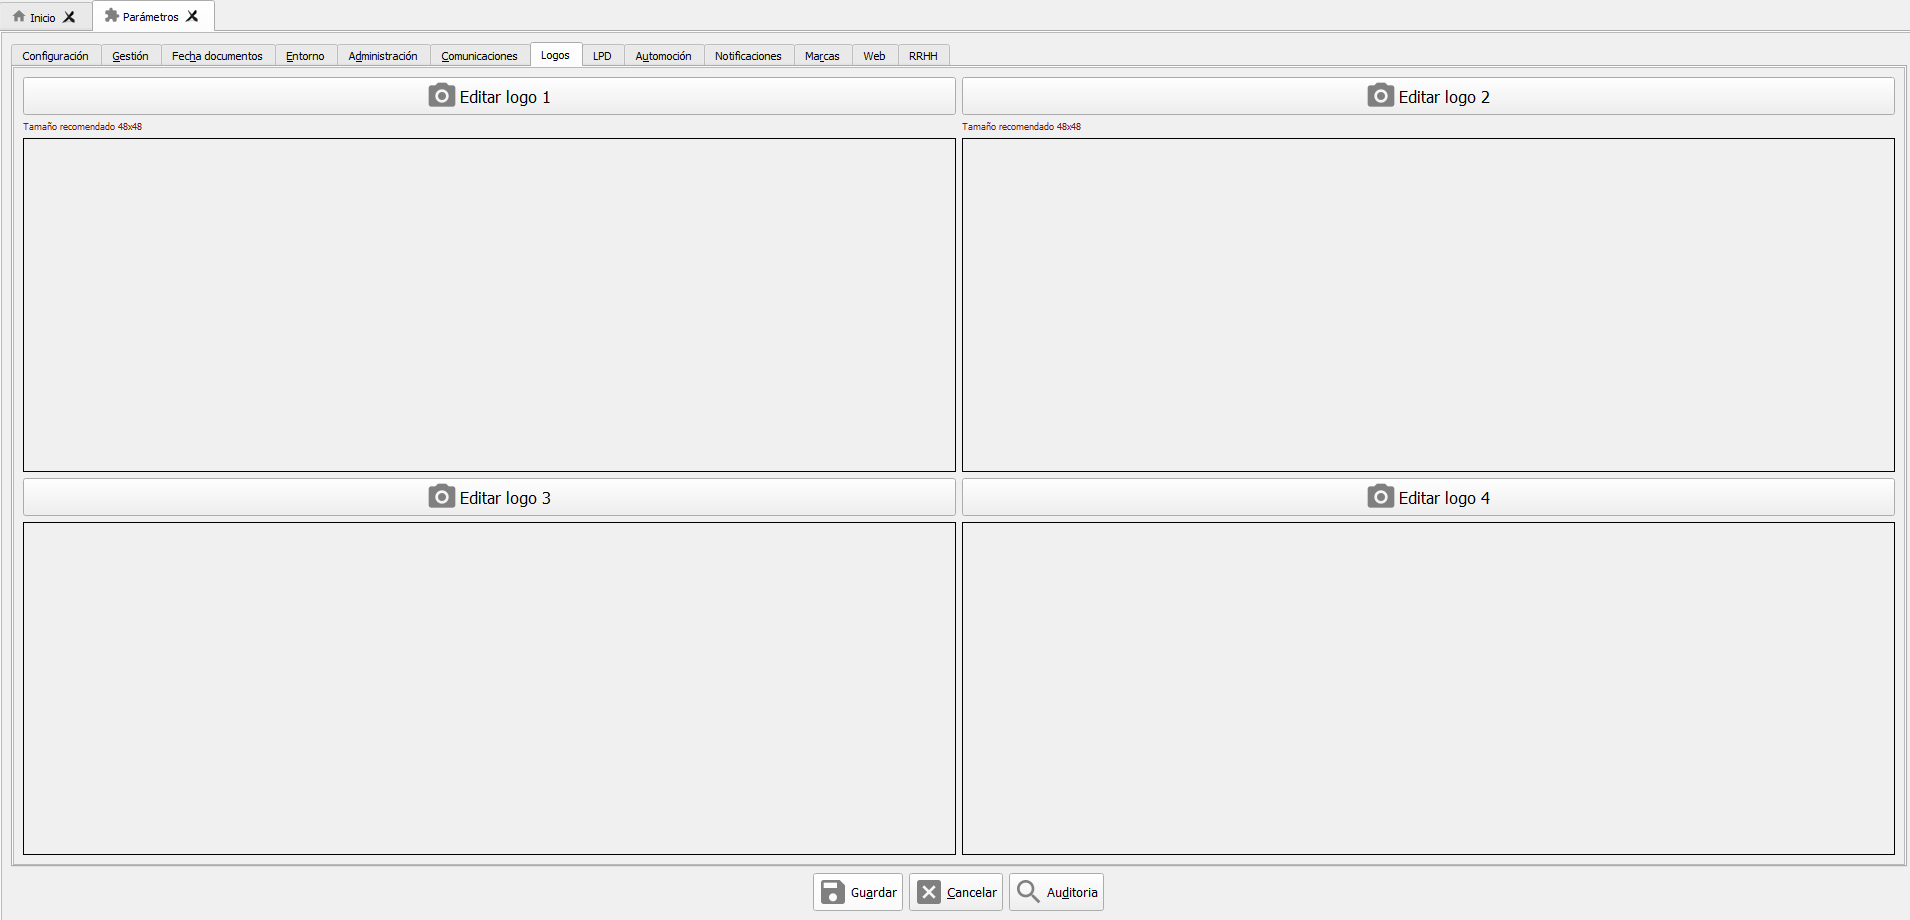 Inicio Parámetros
Configuración Gestión Fecha documentos Entorno Administración Comunicaciones Logos LPD Automoción Notificaciones Marcas Web RRHH
Editar logo 1 Editar logo 2
Tamaño recomendado 48x48 Tamaño recomendado 48x48
Editar logo 3 Editar logo 4
Guardar Cancelar Auditoria